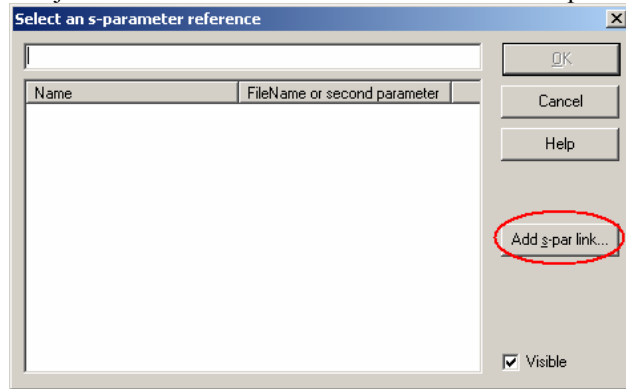 Select an s-parameter reference
OK
Name FileName or second parameter
Cancel
Help
Add s-par link...
Visible